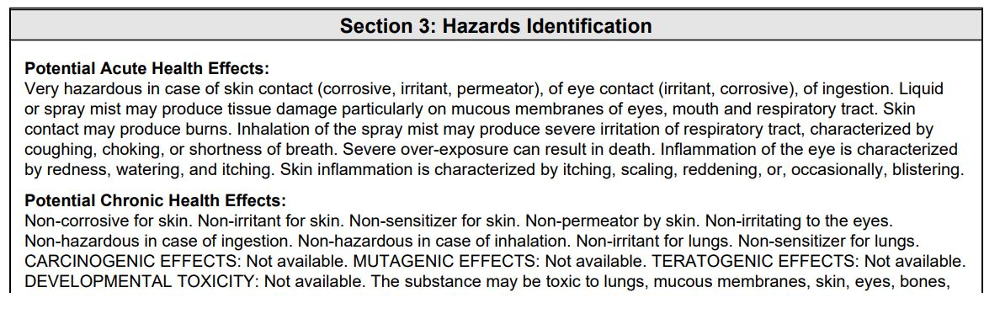 Section 3: Hazards Identification
Potential Acute Health Effects:
Very hazardous in case of skin contact (corrosive, irritant, permeator), of eye contact (irritant, corrosive), of ingestion. Liquid
or spray mist may produce tissue damage particularly on mucous membranes of eyes, mouth and respiratory tract. Skin
contact may produce burns. Inhalation of the spray mist may produce severe irritation of respiratory tract, characterized by
coughing, choking, or shortness of breath. Severe over-exposure can result in death. Inflammation of the eye is characterized
by redness, watering, and itching. Skin inflammation is characterized by itching, scaling, reddening, or, occasionally, blistering.
Potential Chronic Health Effects:
Non-corrosive for skin. Non-irritant for skin. Non-sensitizer for skin. Non-permeator by skin. Non-irritating to the eyes.
Non-hazardous in case of ingestion. Non-hazardous in case of inhalation. Non-irritant for lungs. Non-sensitizer for lungs.
CARCINOGENIC EFFECTS: Not available. MUTAGENIC EFFECTS: Not available. TERATOGENIC EFFECTS: Not available.
DEVELOPMENTAL TOXICITY: Not available. The substance may be toxic to lungs, mucous membranes, skin, eyes, bones,